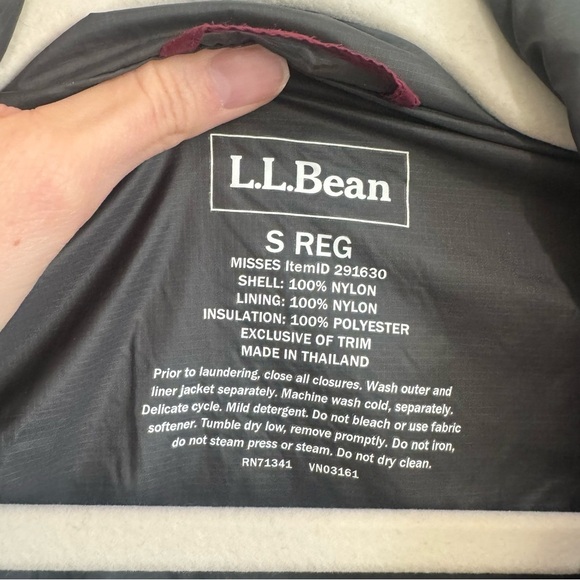 L.L.Bean
S REG
MISSES ItemID 291630
SHELL: 100% NYLON
LINING: 100% NYLON
INSULATION: 100% POLYESTER
EXCLUSIVE OF TRIM
MADE IN THAILAND
Prior to laundering, close all closures. Wash outer and
liner jacket separately. Machine wash cold, separately,
Delicate cycle. Mild detergent. Do not bleach or use fabric
softener. Tumble dry low, remove promptly. Do not iron,
do not steam press or steam. Do not dry clean.
RN71341 VN03161